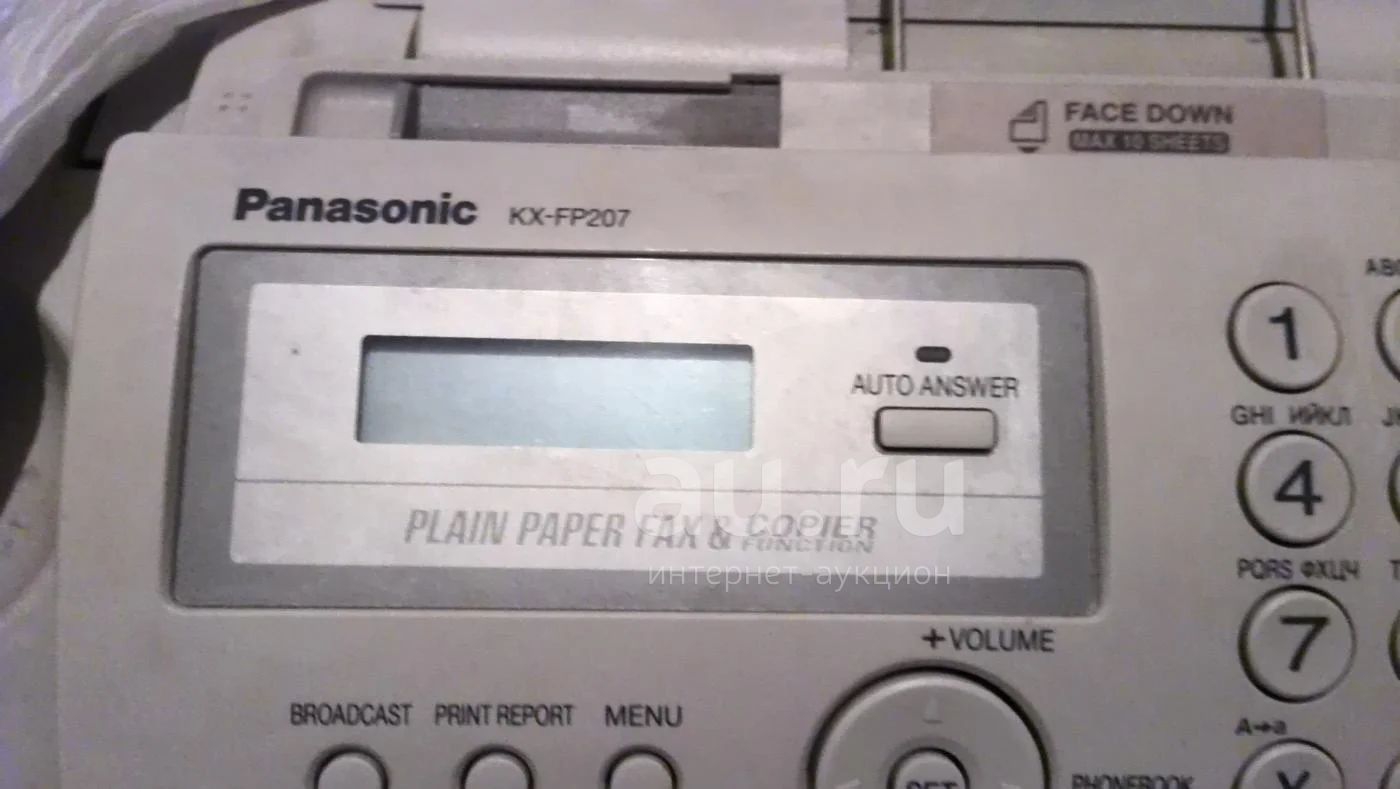 FACE DOWN
MAX 10 SHEETS
Panasonic KX-FP207
1
AUTO ANSWER
GHI ИЙКЛ
4
au.ru
PLAIN PAPER FAX & COPIER FUNCTION
интернет-аукцион
PQRS ФХЦЧ
7
+VOLUME
BROADCAST PRINT REPORT MENU
A→a
SET
PHONEBOOK